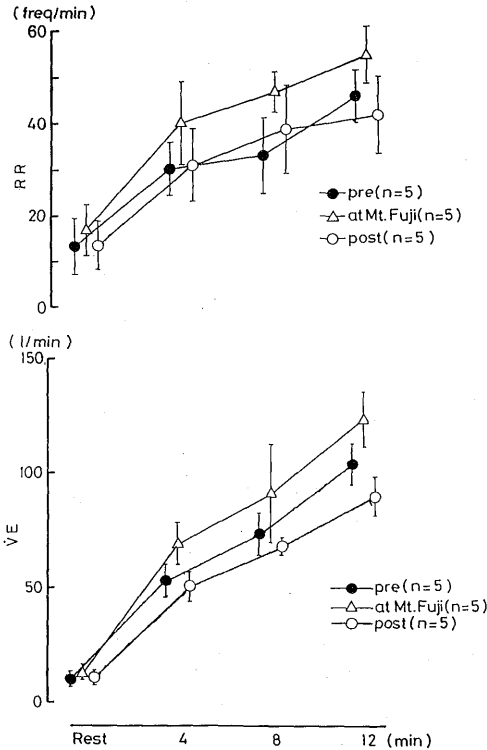 (freq/min)
60
40
20
0
RR
pre(n=5)
at Mt.Fuji(n=5)
post(n=5)
(l/min)
150
100
50
0
V̇E
pre(n=5)
at Mt.Fuji(n=5)
post(n=5)
Rest 4 8 12 (min)